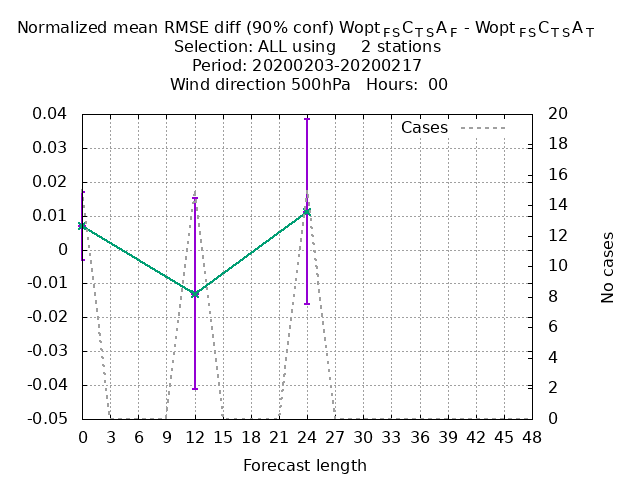 Normalized mean RMSE diff (90% conf) Wopt FS C T S A F - Wopt FS C T S A T
Selection: ALL using 2 stations
Period: 20200203-20200217
Wind direction 500hPa Hours: 00
0.04
0.03
0.02
0.01
0
-0.01
-0.02
-0.03
-0.04
-0.05
Cases
20
18
16
14
12
10
8
6
4
2
0
No cases
0 3 6 9 12 15 18 21 24 27 30 33 36 39 42 45 48
Forecast length